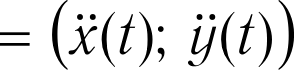 = (ẍ(t); ÿ(t))